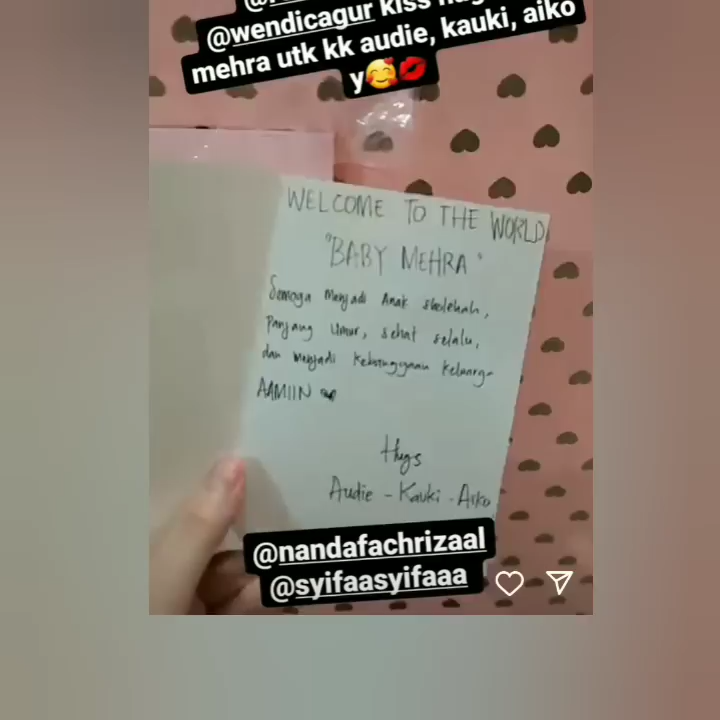 @wendicagur kiss
mehra utk kk audie, kauki, aiko
y🥰💋
WELCOME TO THE WORLD
"BABY MEHRA"
Semoga Menjadi Anak sholehah,
Panjang Umur, sehat selalu,
dan menjadi kebanggaan keluarga
AAMIIN
Hugs
Audie - Kauki - Aiko
@nandafachrizaal
@syifaasyifaaa